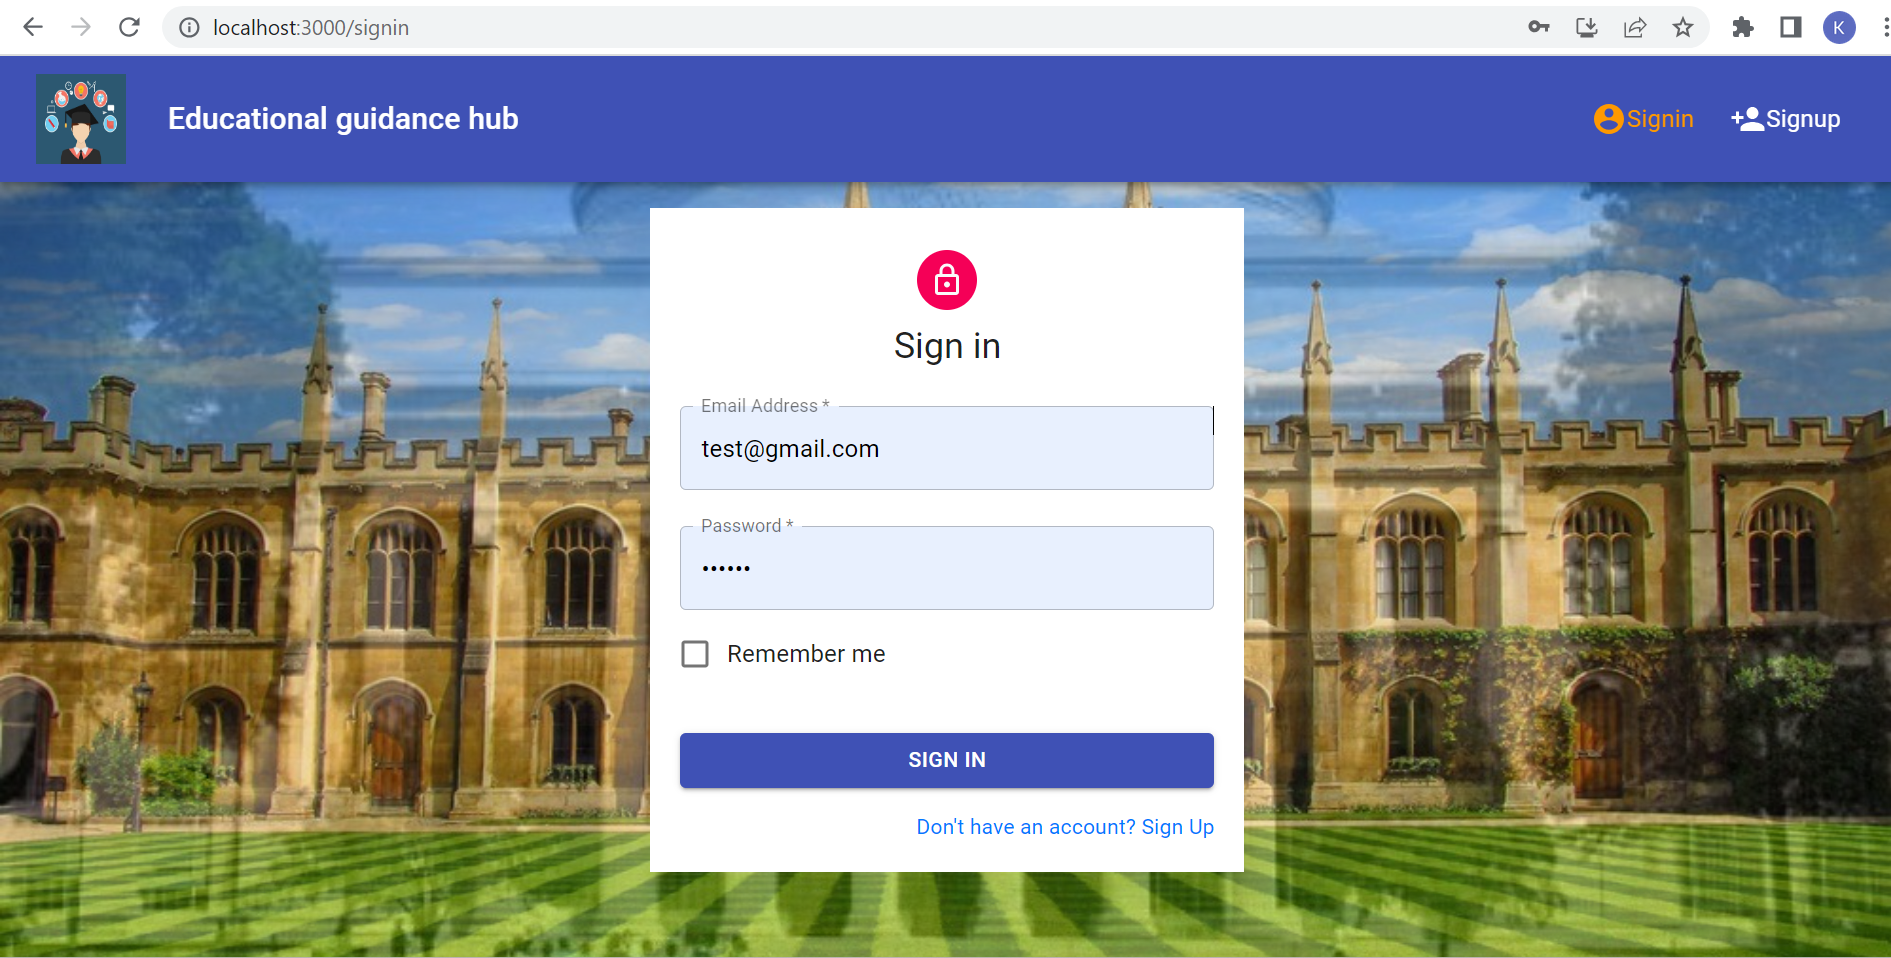 localhost:3000/signin
K
Educational guidance hub
Signin
Signup
Sign in
Email Address *
test@gmail.com
Password *
••••••
Remember me
SIGN IN
Don't have an account? Sign Up